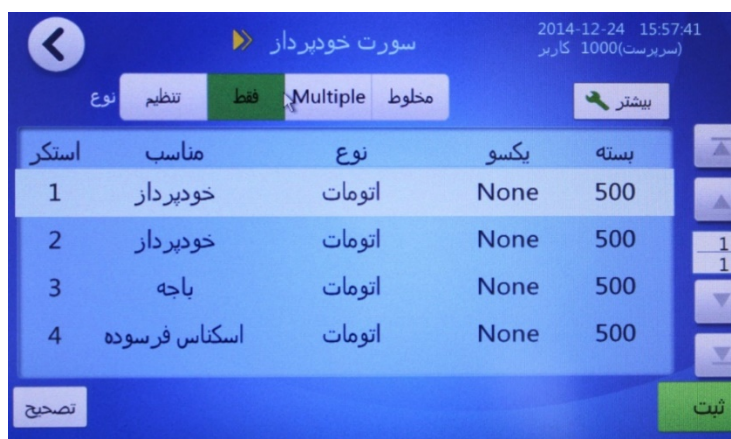 سورت خودپرداز
2014-12-24 15:57:41
کاربر 1000(سرپرست)
نوع تنظیم فقط Multiple مخلوط
بیشتر
استکر مناسب نوع یکسو بسته
1 خودپرداز اتومات None 500
2 خودپرداز اتومات None 500
3 باجه اتومات None 500
4 اسکناس فرسوده اتومات None 500
1
1
تصحیح ثبت